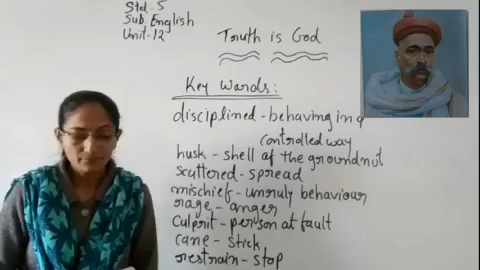 Std. 5
Sub. English
Unit-12
Truth is God
Key Words:
disciplined - behaving in a
controlled way
husk - shell of the groundnut
scattered - spread
mischief - unruly behaviour
rage - anger
culprit - person at fault
cane - stick
restrain - stop